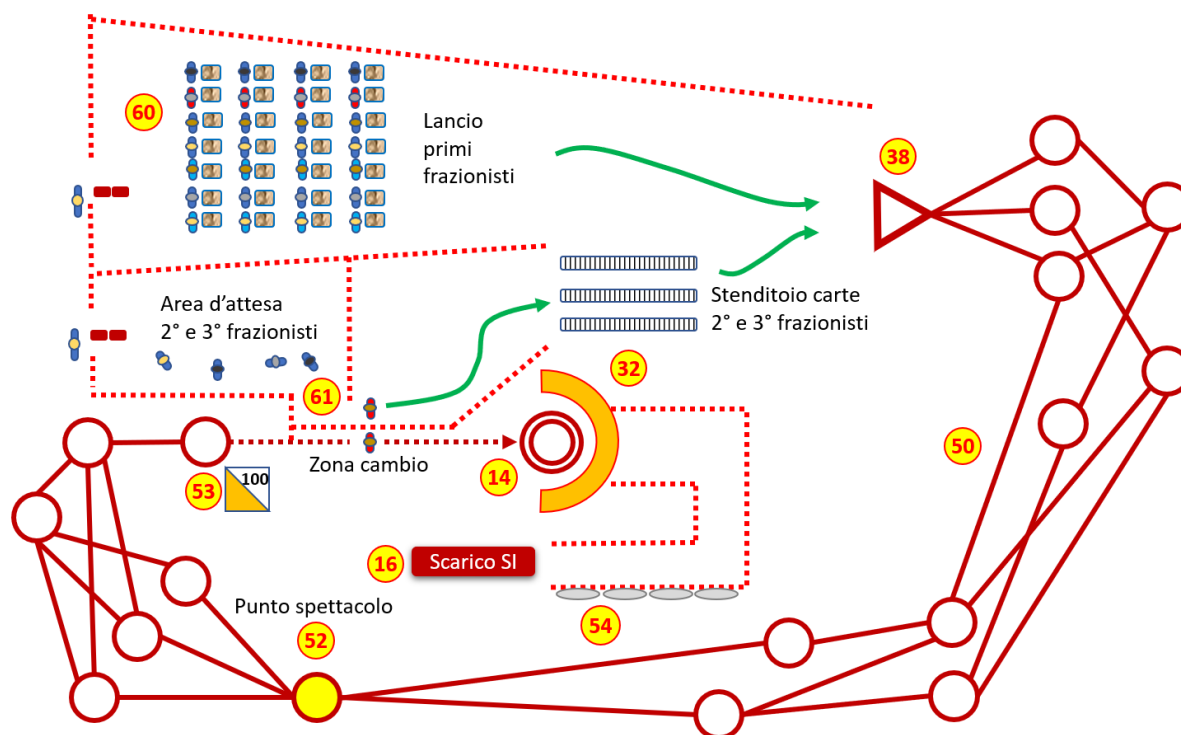 60
Lancio
primi
frazionisti
38
Area d'attesa
2° e 3° frazionisti
Stenditoio carte
2° e 3° frazionisti
61
32
Zona cambio
14
50
53
100
16
Scarico SI
Punto spettacolo
52
54